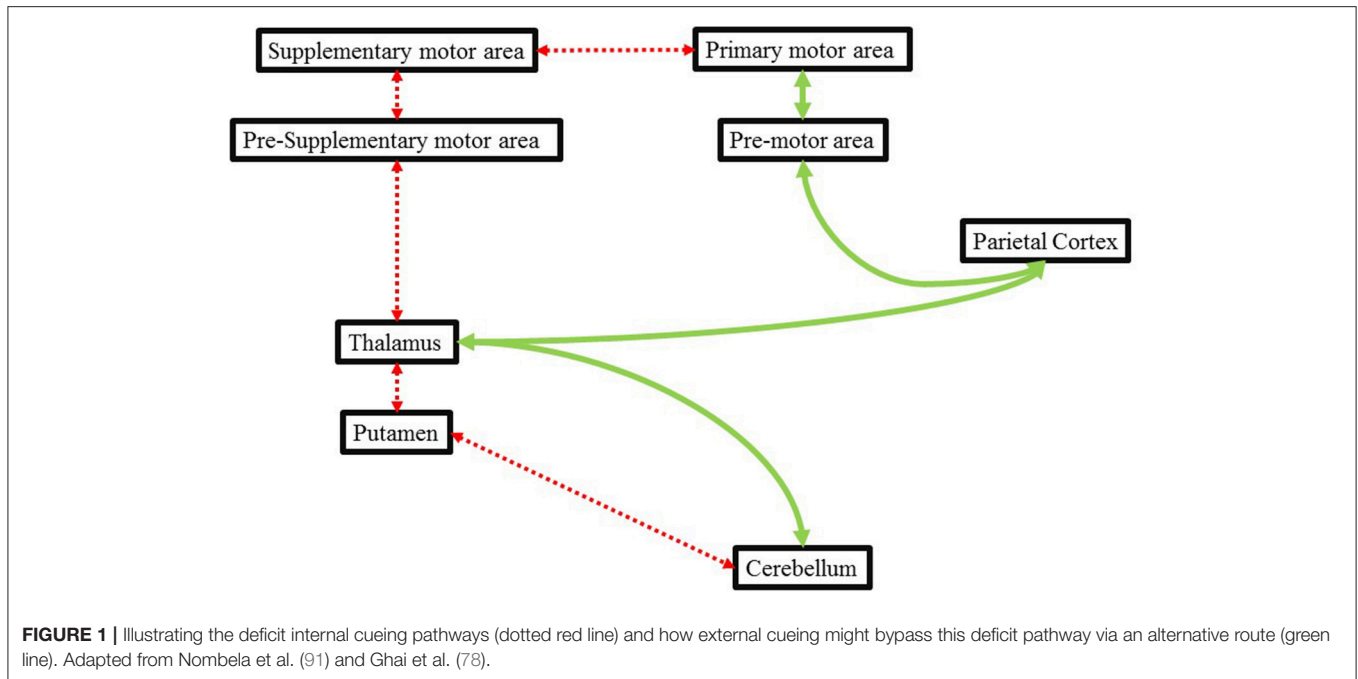 Supplementary motor area
Primary motor area
Pre-Supplementary motor area
Pre-motor area
Parietal Cortex
Thalamus
Putamen
Cerebellum
FIGURE 1 | Illustrating the deficit internal cueing pathways (dotted red line) and how external cueing might bypass this deficit pathway via an alternative route (green
line). Adapted from Nombela et al. (91) and Ghai et al. (78).